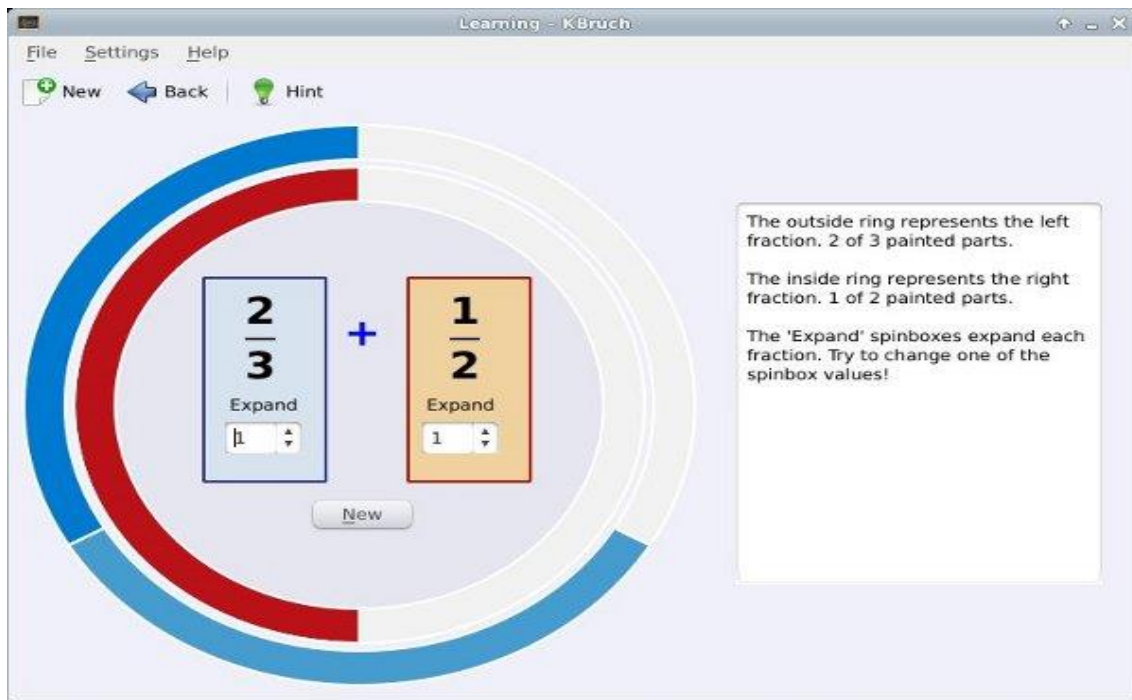 Learning - KBruch
File Settings Help
New Back Hint
The outside ring represents the left
fraction. 2 of 3 painted parts.
The inside ring represents the right
fraction. 1 of 2 painted parts.
The 'Expand' spinboxes expand each
fraction. Try to change one of the
spinbox values!
2 + 1
3 2
Expand Expand
1 1
New